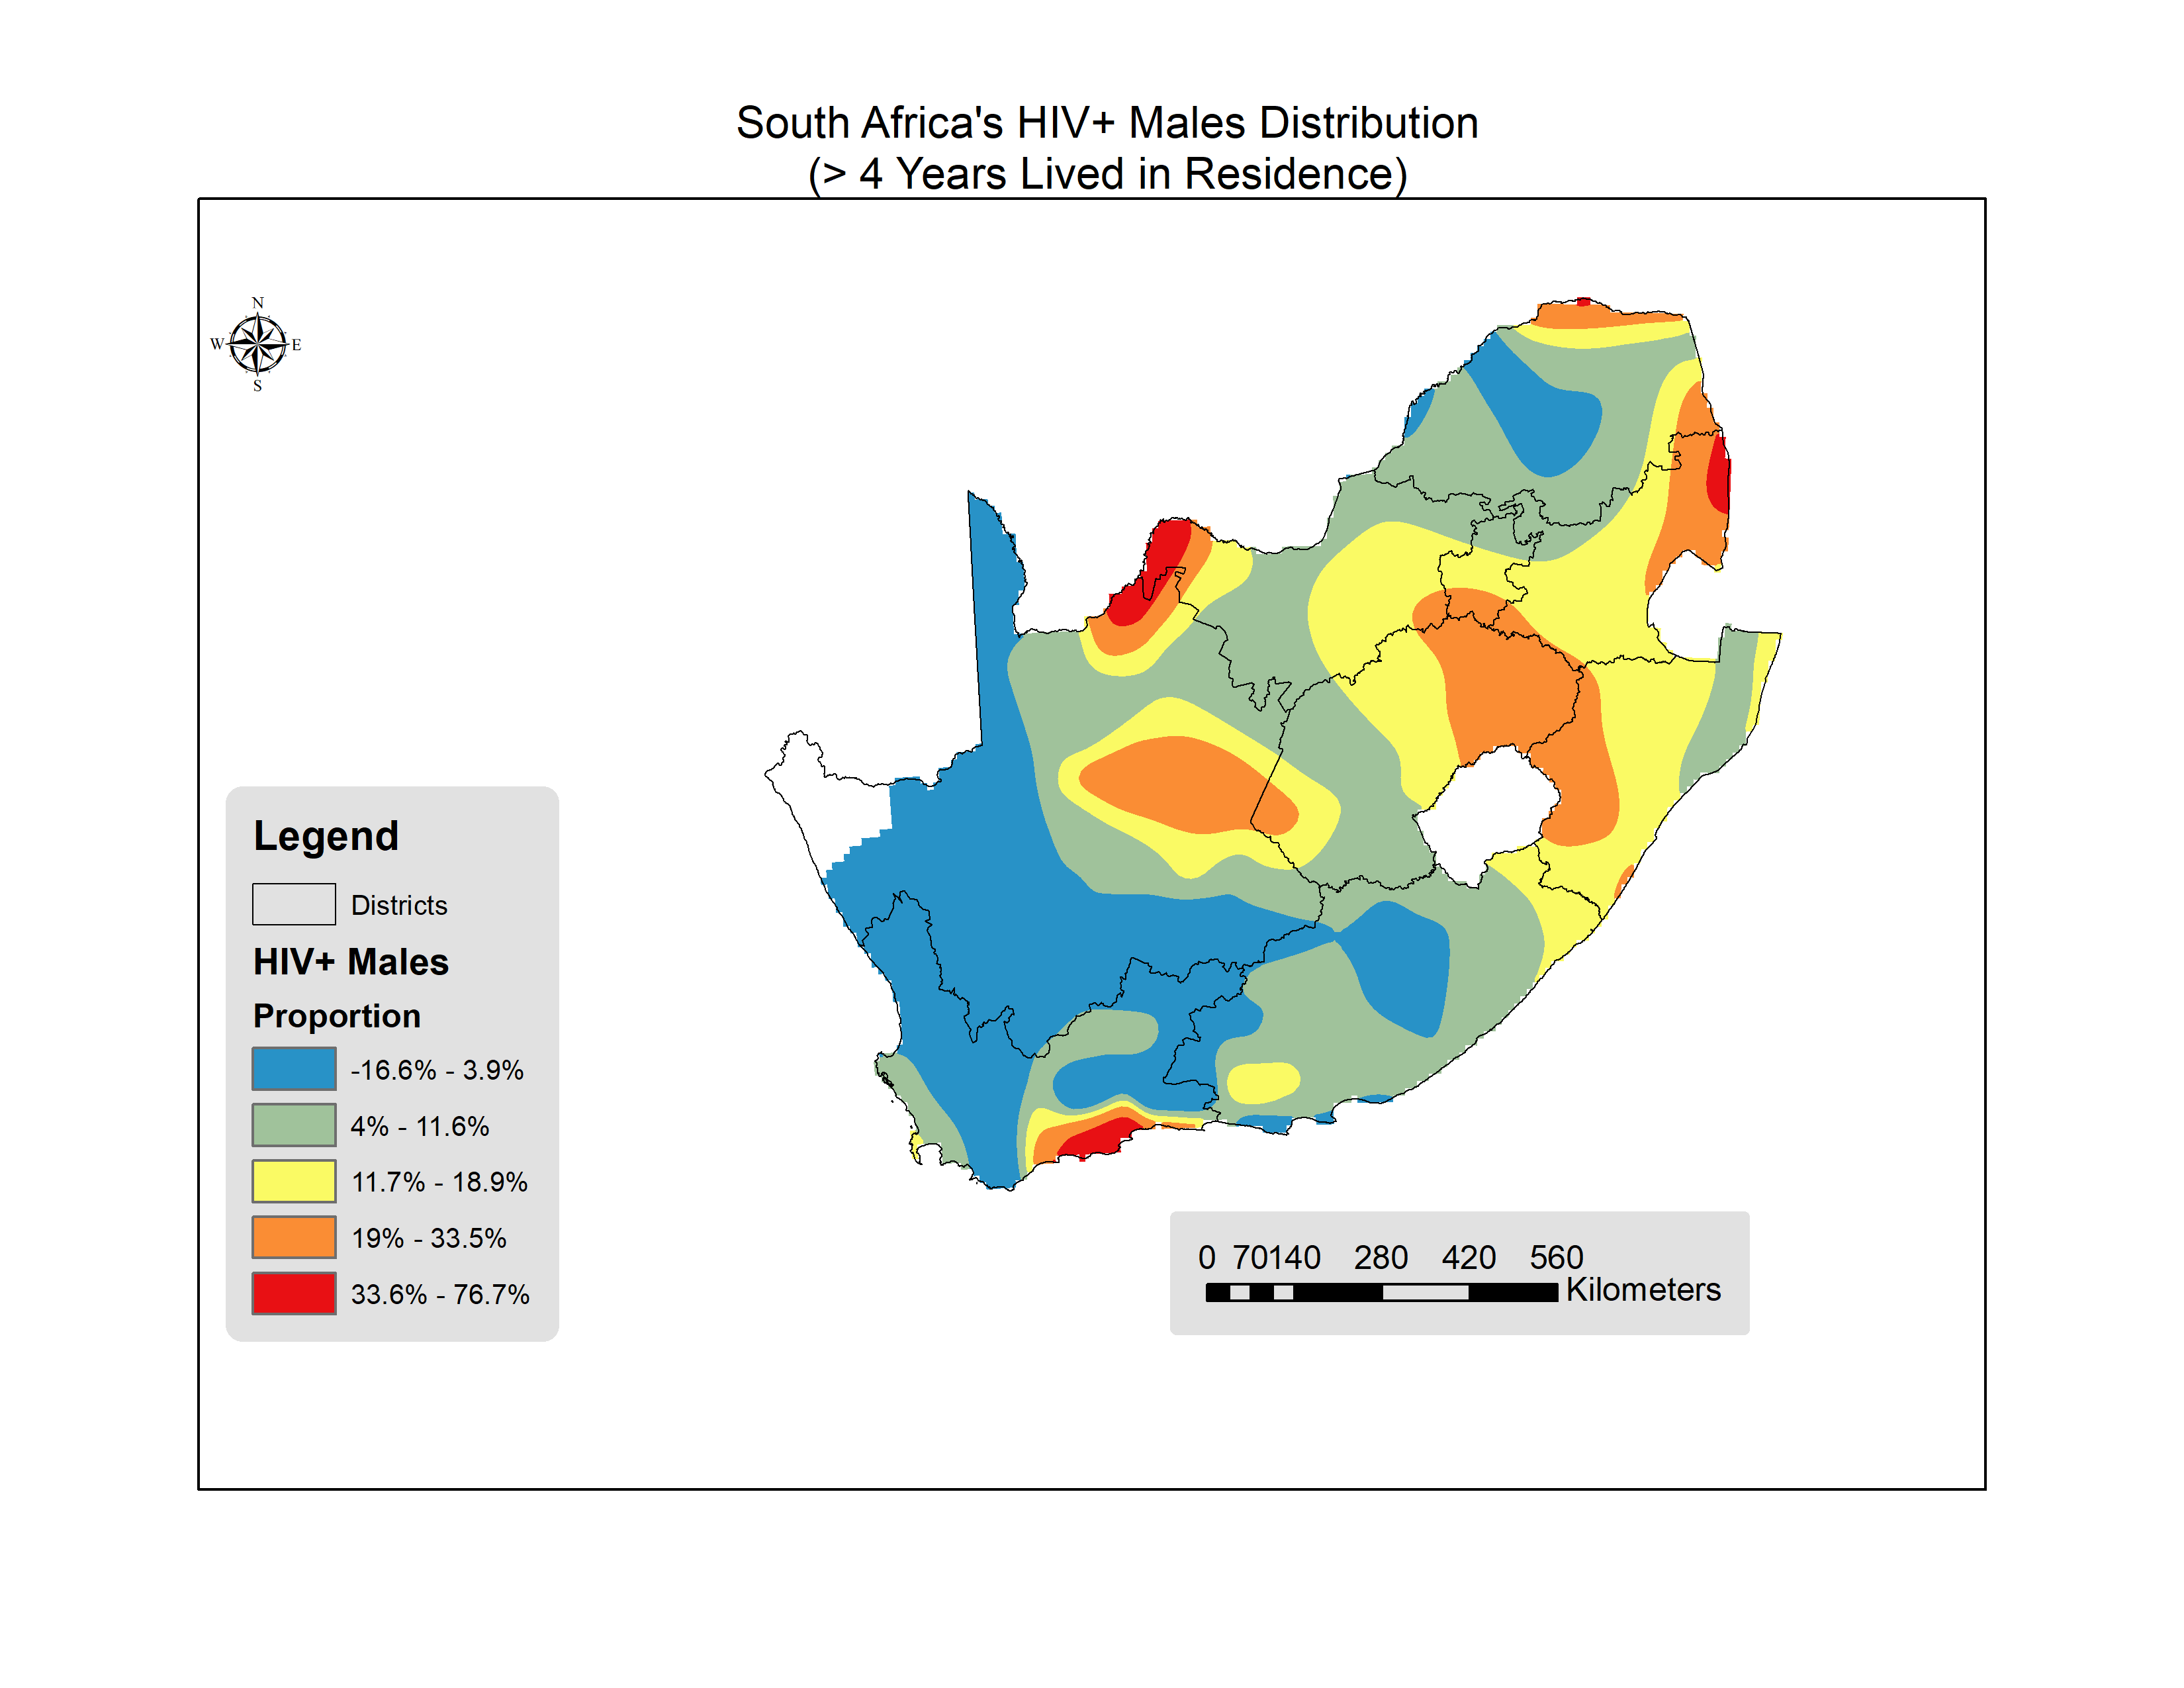 South Africa's HIV+ Males Distribution
(> 4 Years Lived in Residence)
N
W E
S
Legend
Districts
HIV+ Males
Proportion
-16.6% - 3.9%
4% - 11.6%
11.7% - 18.9%
19% - 33.5%
33.6% - 76.7%
0 70140 280 420 560
Kilometers